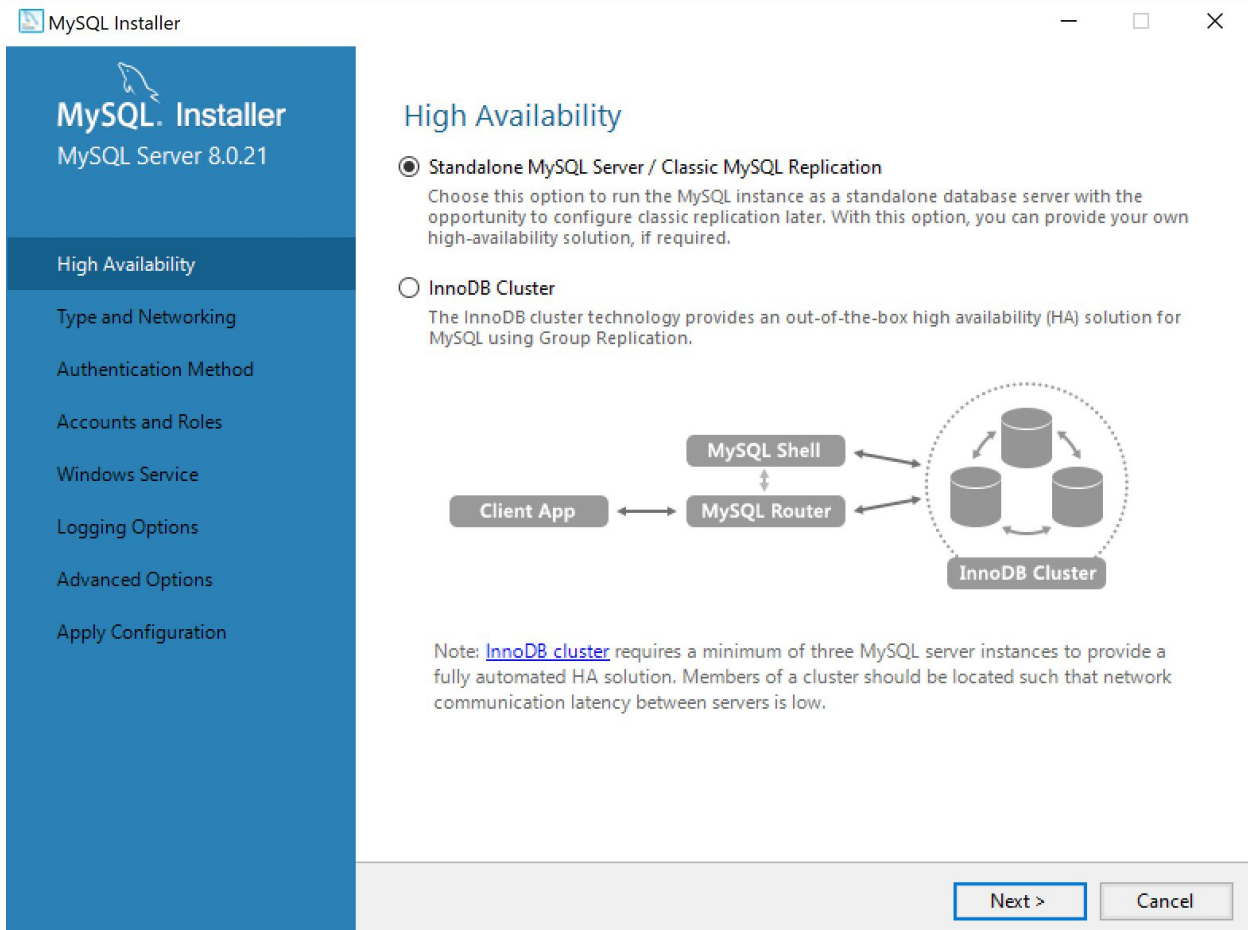 MySQL Installer
MySQL. Installer
MySQL Server 8.0.21
High Availability
Type and Networking
Authentication Method
Accounts and Roles
Windows Service
Logging Options
Advanced Options
Apply Configuration
High Availability
Standalone MySQL Server / Classic MySQL Replication
Choose this option to run the MySQL instance as a standalone database server with the
opportunity to configure classic replication later. With this option, you can provide your own
high-availability solution, if required.
InnoDB Cluster
The InnoDB cluster technology provides an out-of-the-box high availability (HA) solution for
MySQL using Group Replication.
MySQL Shell
Client App
MySQL Router
InnoDB Cluster
Note: InnoDB cluster requires a minimum of three MySQL server instances to provide a
fully automated HA solution. Members of a cluster should be located such that network
communication latency between servers is low.
Next >
Cancel